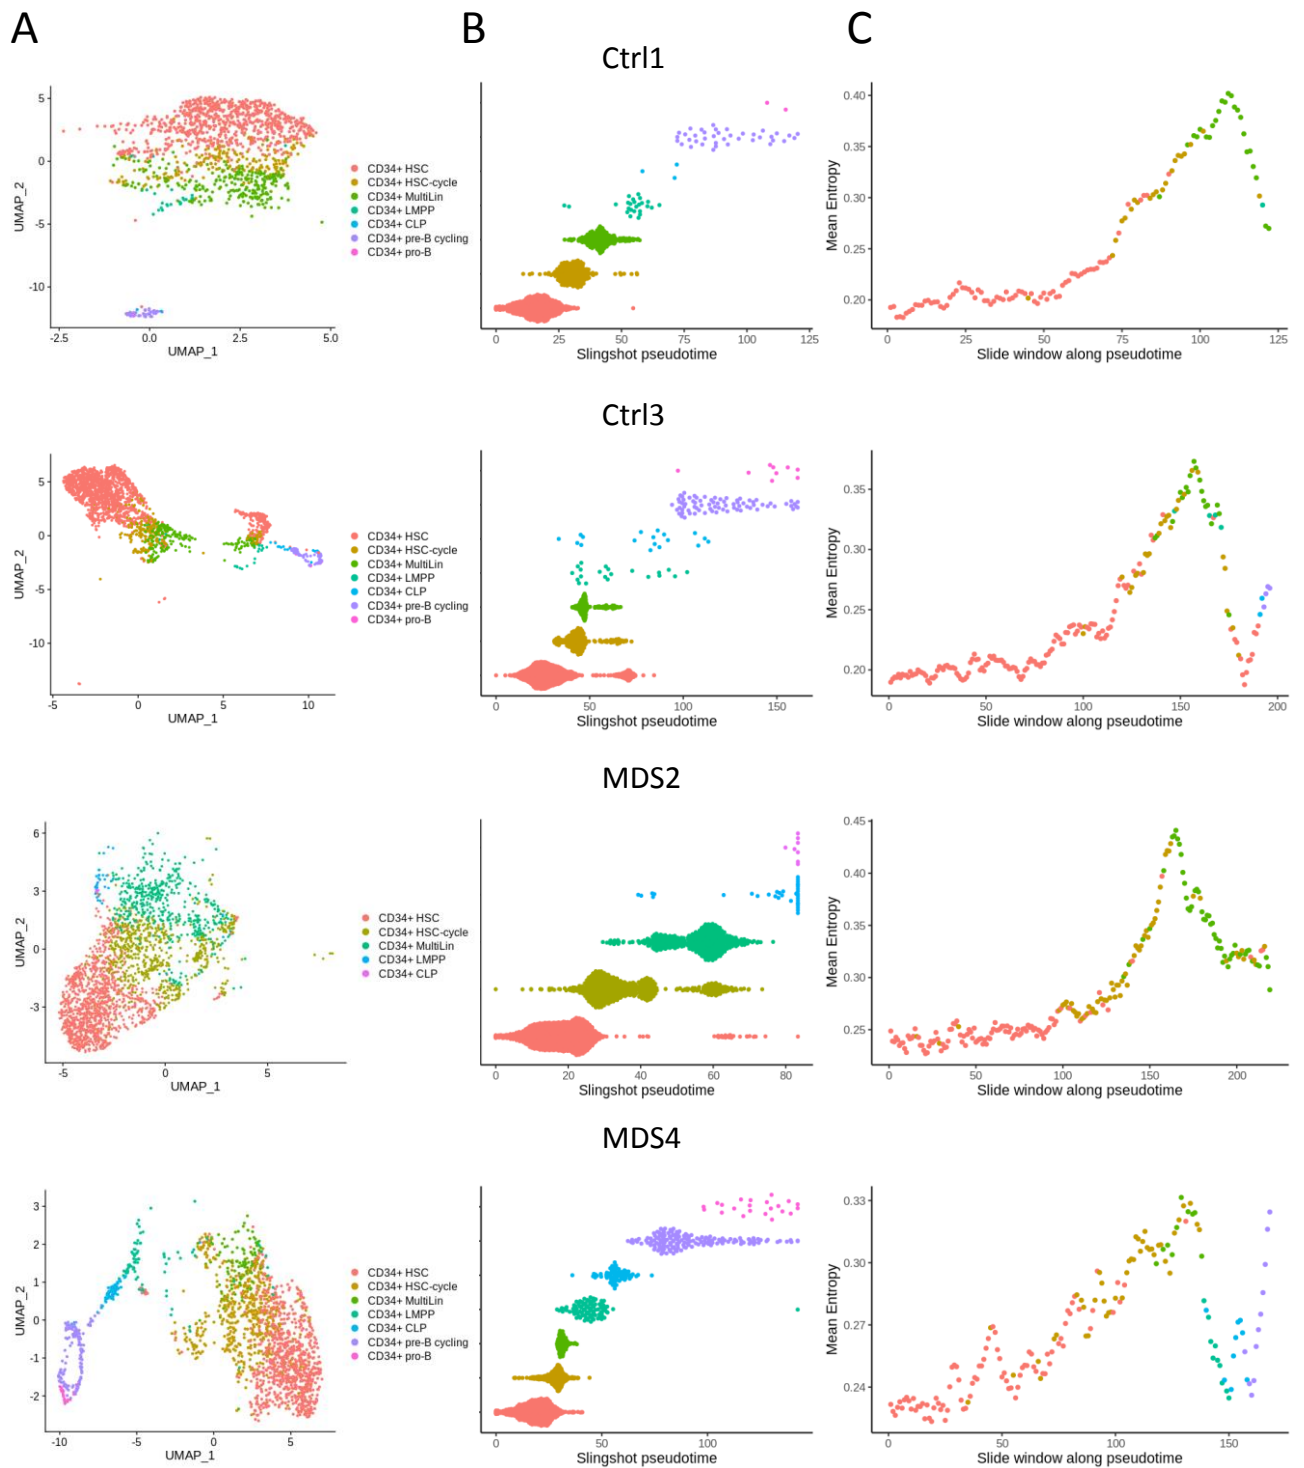 A
B
C
Ctrl1
5
0
-5
-10
UMAP_2
-2.5
0.0
2.5
5.0
UMAP_1
CD34+ HSC
CD34+ HSC-cycle
CD34+ MultiLin
CD34+ LMPP
CD34+ CLP
CD34+ pre-B cycling
CD34+ pro-B
0
25
50
75
100
125
Slingshot pseudotime
0.40
0.35
0.30
0.25
0.20
Mean Entropy
0
25
50
75
100
125
Slide window along pseudotime
Ctrl3
5
0
-5
-10
UMAP_2
-5
0
5
10
UMAP_1
CD34+ HSC
CD34+ HSC-cycle
CD34+ MultiLin
CD34+ LMPP
CD34+ CLP
CD34+ pre-B cycling
CD34+ pro-B
0
50
100
150
Slingshot pseudotime
0.35
0.30
0.25
0.20
Mean Entropy
0
50
100
150
200
Slide window along pseudotime
MDS2
6
3
0
-3
UMAP_2
-5
0
5
UMAP_1
CD34+ HSC
CD34+ HSC-cycle
CD34+ MultiLin
CD34+ LMPP
CD34+ CLP
0
20
40
60
80
Slingshot pseudotime
0.45
0.40
0.35
0.30
0.25
Mean Entropy
0
50
100
150
200
Slide window along pseudotime
MDS4
3
2
1
0
-1
-2
UMAP_2
-10
-5
0
5
UMAP_1
CD34+ HSC
CD34+ HSC-cycle
CD34+ MultiLin
CD34+ LMPP
CD34+ CLP
CD34+ pre-B cycling
CD34+ pro-B
0
50
100
Slingshot pseudotime
0.33
0.30
0.27
0.24
Mean Entropy
0
50
100
150
Slide window along pseudotime